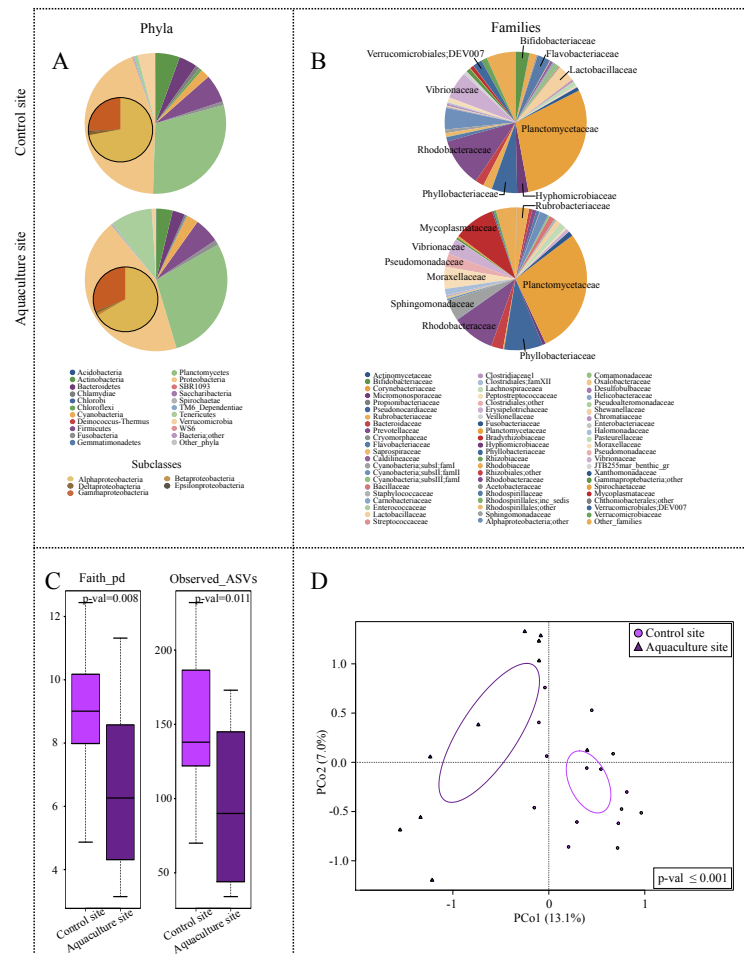 Phyla
Families
A
B
Control site
Aquaculture site
Bifidobacteriaceae
Verrucomicrobiales;DEV007
Flavobacteriaceae
Lactobacillaceae
Vibrionaceae
Planctomycetaceae
Rhodobacteraceae
Phyllobacteriaceae
Hyphomicrobiaceae
Rubrobacteriaceae
Mycoplasmataceae
Vibrionaceae
Pseudomonadaceae
Moraxellaceae
Planctomycetaceae
Sphingomonadaceae
Rhodobacteraceae
Phyllobacteriaceae
Acidobacteria
Actinobacteria
Bacteroidetes
Chlamydiae
Chlorobi
Chloroflexi
Cyanobacteria
Deinococcus-Thermus
Firmicutes
Fusobacteria
Gemmatimonadetes
Planctomycetes
Proteobacteria
SBR1093
Saccharibacteria
Spirochaetae
TM6_Dependentiae
Tenericutes
Verrucomicrobia
WS6
Bacteria;other
Other_phyla
Subclasses
Alphaproteobacteria
Deltaproteobacteria
Gammaproteobacteria
Betaproteobacteria
Epsilonproteobacteria
Actinomycetaceae
Bifidobacteriaceae
Corynebacteriaceae
Micromonosporaceae
Propionibacteriaceae
Pseudonocardiaceae
Rubrobacteriaceae
Bacteroidaceae
Prevotellaceae
Cryomorphaceae
Flavobacteriaceae
Saprospiraceae
Caldilineaceae
Cyanobacteria;subsI;famI
Cyanobacteria;subsII;famII
Cyanobacteria;subsIII;famI
Bacillaceae
Staphylococcaceae
Carnobacteriaceae
Enterococcaceae
Lactobacillaceae
Streptococcaceae
Clostridiaceae1
Clostridiales;famXII
Lachnospiraceaea
Peptostreptococcaceae
Clostridiales;other
Erysipelotrichaceae
Veillonellaceae
Fusobacteriaceae
Planctomycetaceae
Bradyrhizobiaceae
Hyphomicrobiaceae
Phyllobacteriaceae
Rhizobiaceae
Rhodobiaceae
Rhizobiales;other
Rhodobacteraceae
Acetobacteraceae
Rhodospirillaceae
Rhodospirillales;inc_sedis
Rhodospirillales;other
Sphingomonadaceae
Alphaproteobacteria;other
Comamonadaceae
Oxalobacteraceae
Desulfobulbaceae
Helicobacteraceae
Pseudoalteromonadaceae
Shewanellaceae
Chromatiaceae
Enterobacteriaceae
Halomonadaceae
Pasteurellaceae
Moraxellaceae
Pseudomonadaceae
Vibrionaceae
JTB255mar_benthic_gr
Xanthomonadaceae
Gammaproptebacteria;other
Spirochaetaceae
Mycoplasmataceae
Chthoniobacterales;other
Verrucomicrobiales;DEV007
Verrucomicrobiaceae
Other_families
C
Faith_pd
Observed_ASVs
p-val=0.008
p-val=0.011
12
10
8
6
4
200
150
100
50
Control site
Aquaculture site
Control site
Aquaculture site
D
Control site
Aquaculture site
1.0
0.5
0.0
-0.5
-1.0
PCo2 (7.0%)
p-val ≤ 0.001
-1
0
1
PCo1 (13.1%)